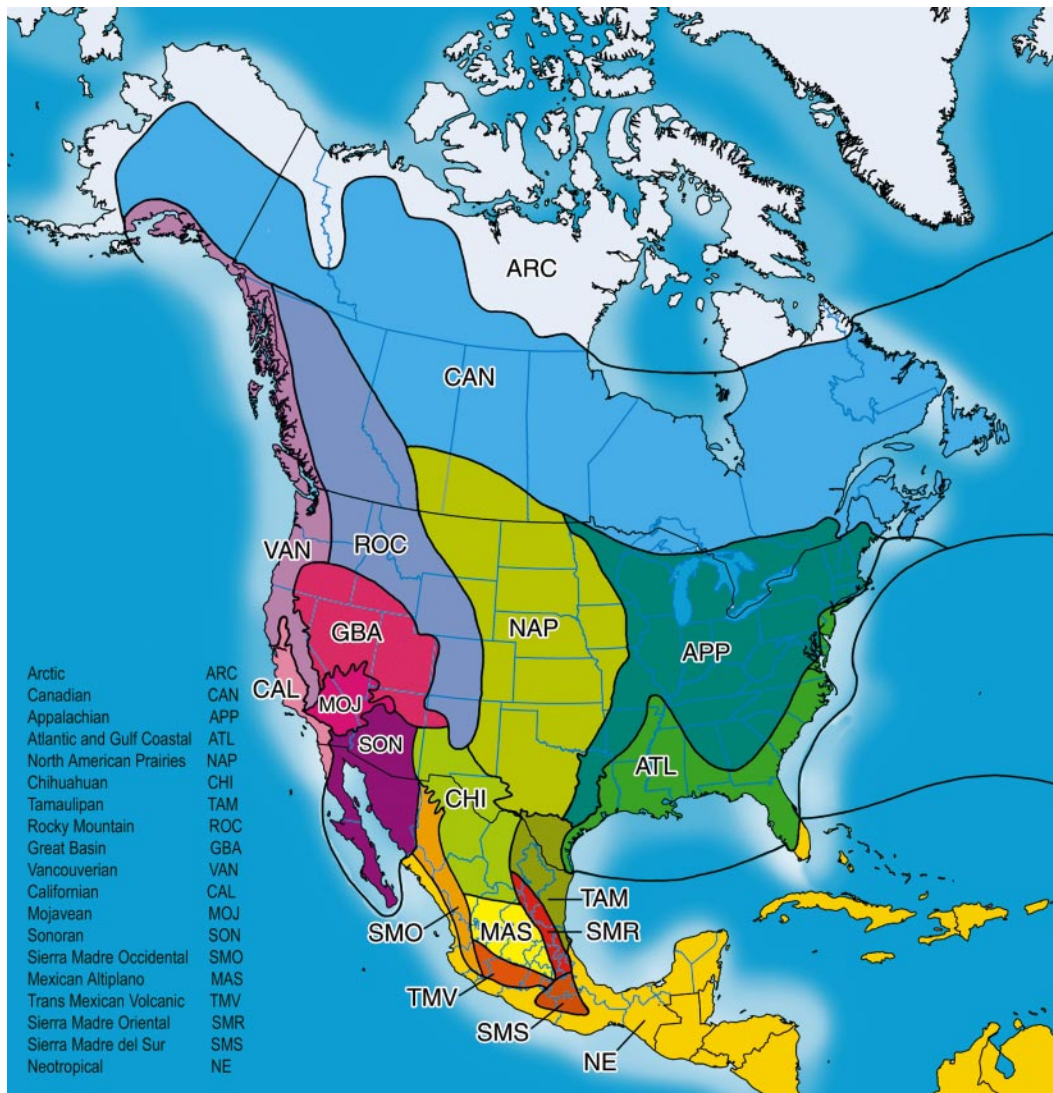 ARC
CAN
VAN
ROC
GBA
NAP
APP
CAL
MOJ
SON
ATL
CHI
TAM
SMO
MAS
SMR
TMV
SMS
NE
Arctic ARC
Canadian CAN
Appalachian APP
Atlantic and Gulf Coastal ATL
North American Prairies NAP
Chihuahuan CHI
Tamaulipan TAM
Rocky Mountain ROC
Great Basin GBA
Vancouverian VAN
Californian CAL
Mojavean MOJ
Sonoran SON
Sierra Madre Occidental SMO
Mexican Altiplano MAS
Trans Mexican Volcanic TMV
Sierra Madre Oriental SMR
Sierra Madre del Sur SMS
Neotropical NE